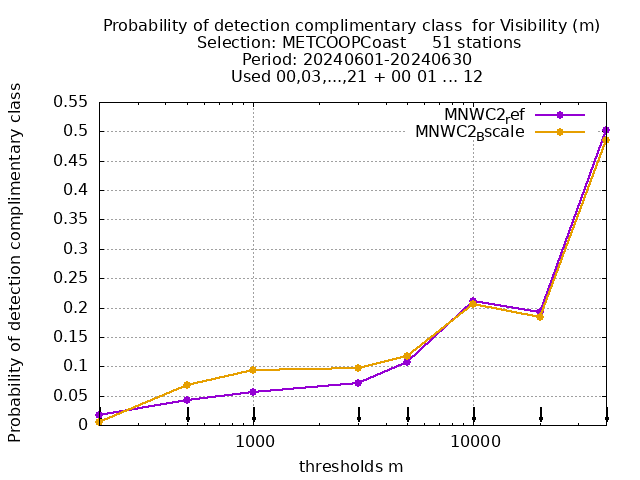 Probability of detection complimentary class  for Visibility (m)
Selection: METCOOPCoast     51 stations
Period: 20240601-20240630
Used 00,03,...,21 + 00 01 ... 12
Probability of detection complimentary class
0.55
0.5
0.45
0.4
0.35
0.3
0.25
0.2
0.15
0.1
0.05
0
MNWC2ref
MNWC2Bscale
1000
10000
thresholds m